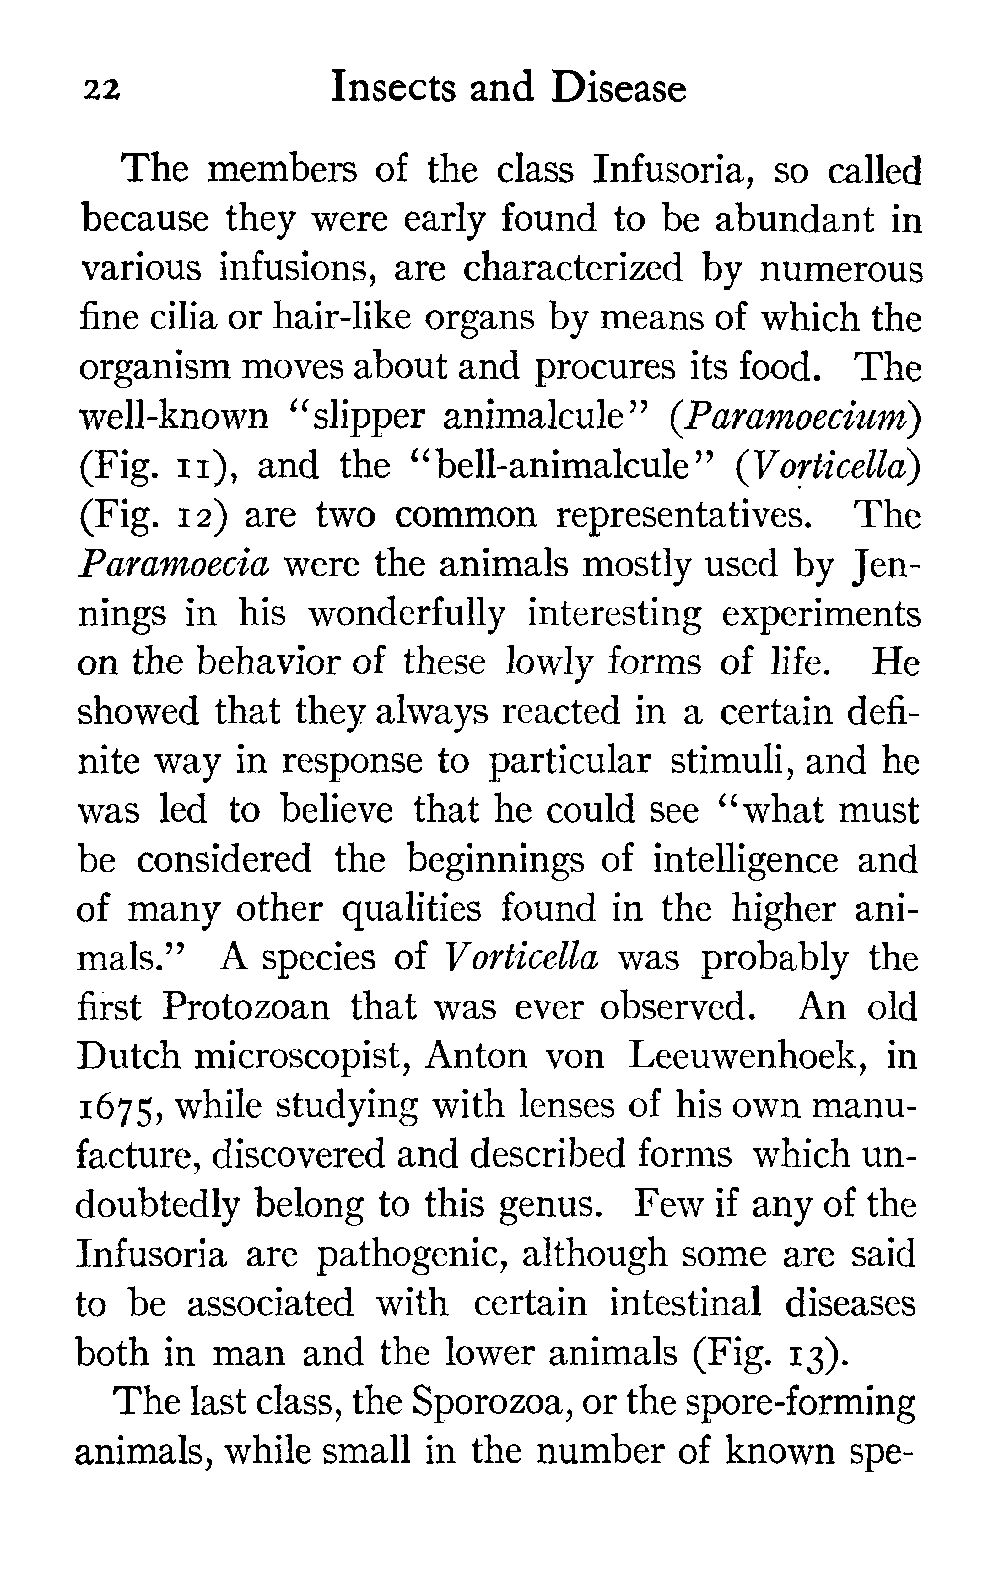 22 Insects and Disease
The members of the class Infusoria, so called
because they were early found to be abundant in
various infusions, are characterized by numerous
fine cilia or hair-like organs by means of which the
organism moves about and procures its food. The
well-known “slipper animalcule” (Paramoecium)
(Fig. 11), and the “bell-animalcule” (Vorticella)
(Fig. 12) are two common representatives. The
Paramoecia were the animals mostly used by Jen-
nings in his wonderfully interesting experiments
on the behavior of these lowly forms of life. He
showed that they always reacted in a certain defi-
nite way in response to particular stimuli, and he
was led to believe that he could see “what must
be considered the beginnings of intelligence and
of many other qualities found in the higher ani-
mals.” A species of Vorticella was probably the
first Protozoan that was ever observed. An old
Dutch microscopist, Anton von Leeuwenhoek, in
1675, while studying with lenses of his own manu-
facture, discovered and described forms which un-
doubtedly belong to this genus. Few if any of the
Infusoria are pathogenic, although some are said
to be associated with certain intestinal diseases
both in man and the lower animals (Fig. 13).
The last class, the Sporozoa, or the spore-forming
animals, while small in the number of known spe-